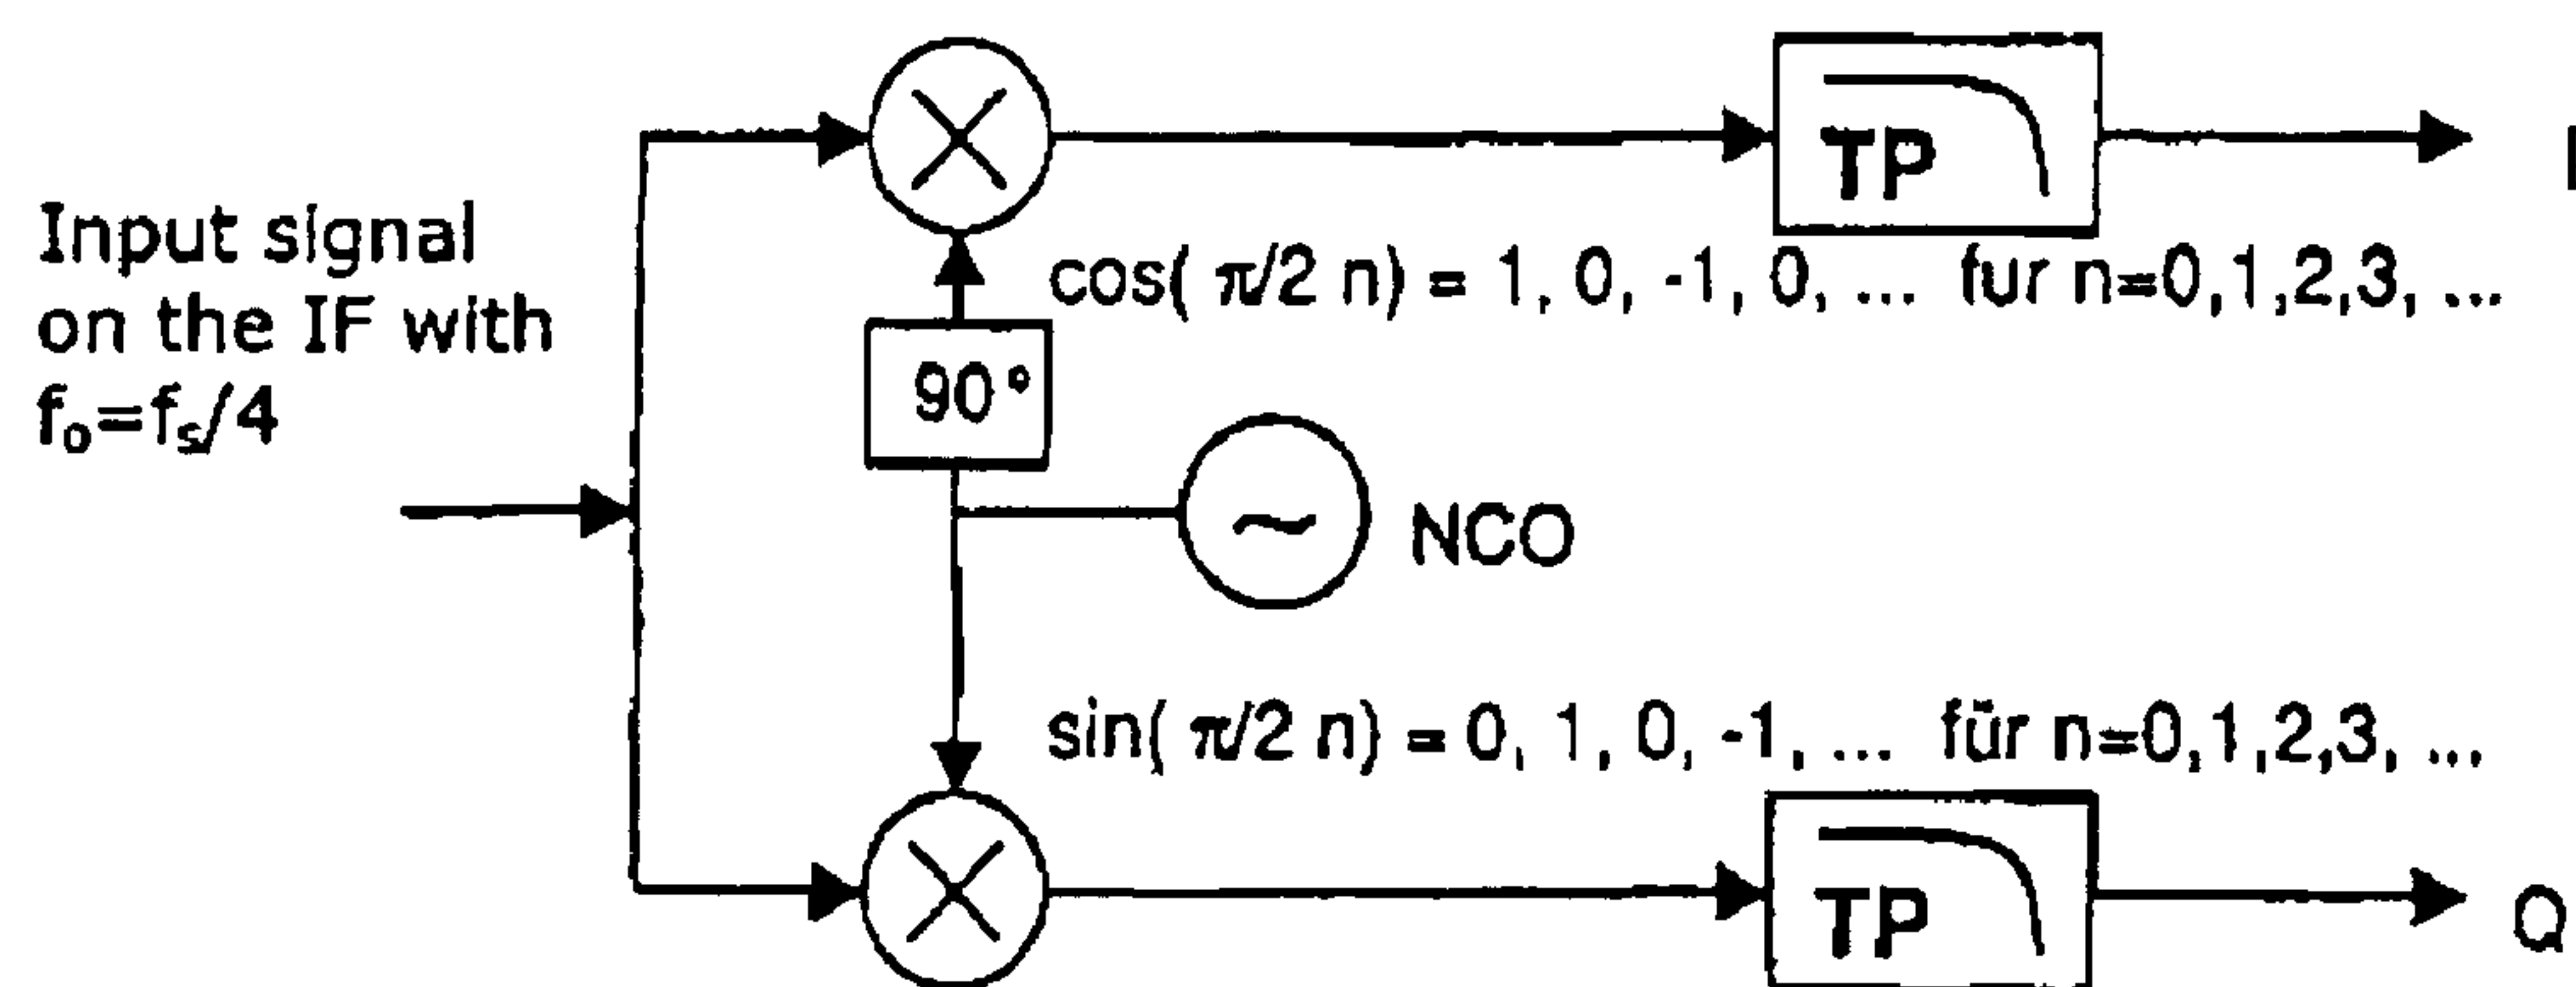 Input signal
on the IF with
f₀=fₛ/4
TP
I
cos( π/2 n) = 1, 0, -1, 0, ... fur n=0,1,2,3, ...
90°
NCO
sin( π/2 n) = 0, 1, 0, -1, ... für n=0,1,2,3, ...
TP
Q